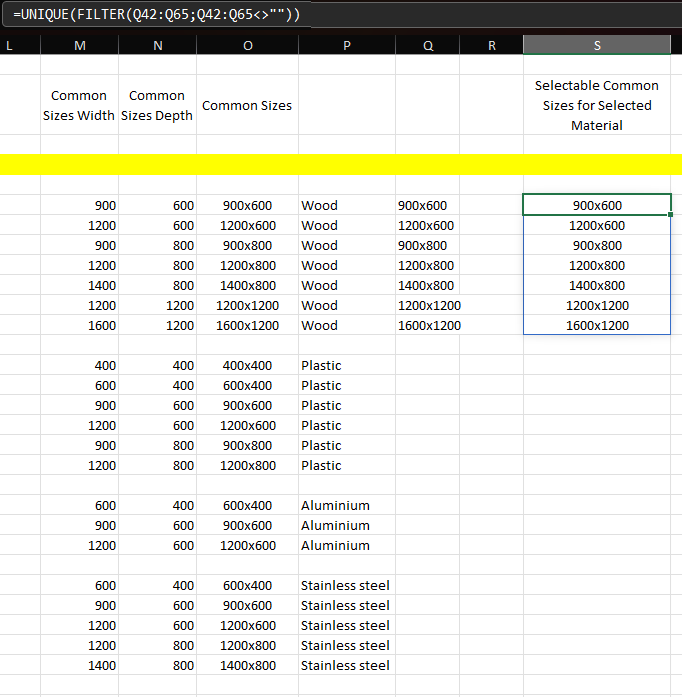 =UNIQUE(FILTER(Q42:Q65;Q42:Q65<>""))
L M N O P Q R S
Common Sizes Width Common Sizes Depth Common Sizes Selectable Common Sizes for Selected Material
900 600 900x600 Wood 900x600 900x600
1200 600 1200x600 Wood 1200x600 1200x600
900 800 900x800 Wood 900x800 900x800
1200 800 1200x800 Wood 1200x800 1200x800
1400 800 1400x800 Wood 1400x800 1400x800
1200 1200 1200x1200 Wood 1200x1200 1200x1200
1600 1200 1600x1200 Wood 1600x1200 1600x1200
400 400 400x400 Plastic
600 400 600x400 Plastic
900 600 900x600 Plastic
1200 600 1200x600 Plastic
900 800 900x800 Plastic
1200 800 1200x800 Plastic
600 400 600x400 Aluminium
900 600 900x600 Aluminium
1200 600 1200x600 Aluminium
600 400 600x400 Stainless steel
900 600 900x600 Stainless steel
1200 600 1200x600 Stainless steel
1200 800 1200x800 Stainless steel
1400 800 1400x800 Stainless steel